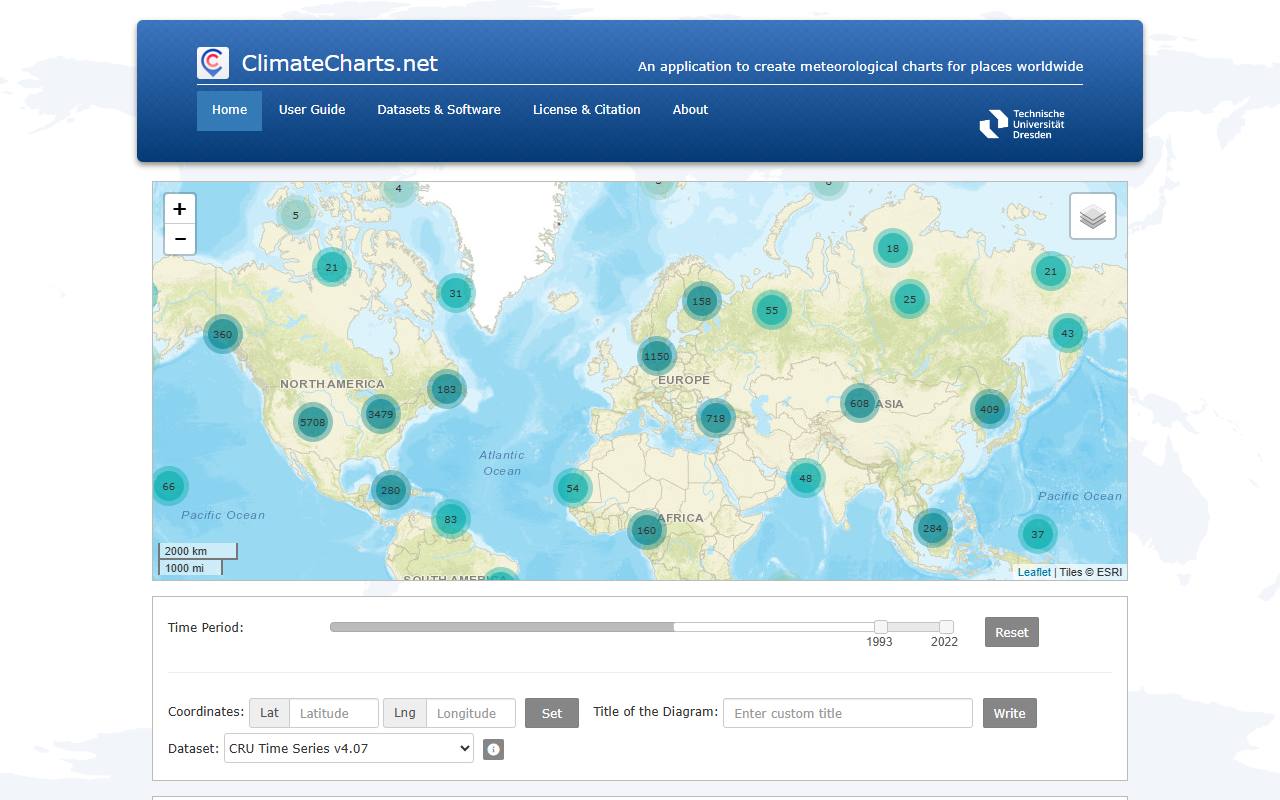 ClimateCharts.net
An application to create meteorological charts for places worldwide
Home User Guide Datasets & Software License & Citation About
Technische
Universität
Dresden
+
−
4
5
21
31
18
21
158
25
55
360
43
1150
NORTH AMERICA
EUROPE
183
608 ASIA
3479
5708
718
409
Atlantic
Ocean
66
280
54
48
Pacific Ocean
Pacific Ocean
83
AFRICA
160
284
37
2000 km
1000 mi
SOUTH AMERICA
Leaflet | Tiles © ESRI
Time Period:
1993 2022
Reset
Coordinates: Lat Latitude Lng Longitude Set Title of the Diagram: Enter custom title Write
Dataset: CRU Time Series v4.07